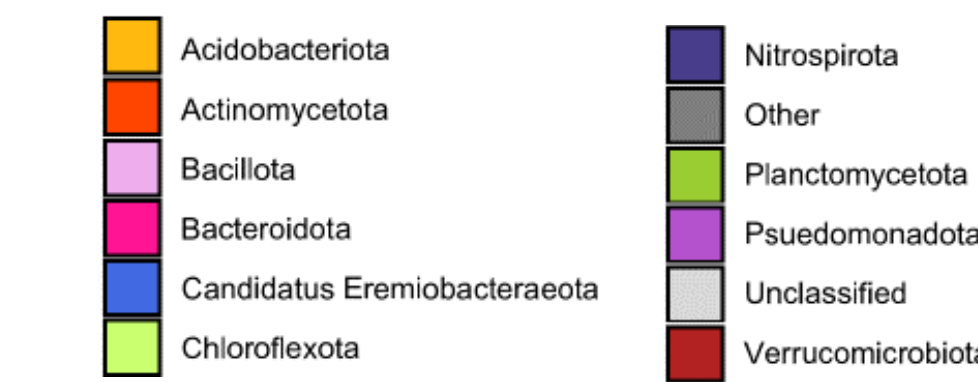 Acidobacteriota
Actinomycetota
Bacillota
Bacteroidota
Candidatus Eremiobacteraeota
Chloroflexota
Nitrospirota
Other
Planctomycetota
Psuedomonadota
Unclassified
Verrucomicrobiota